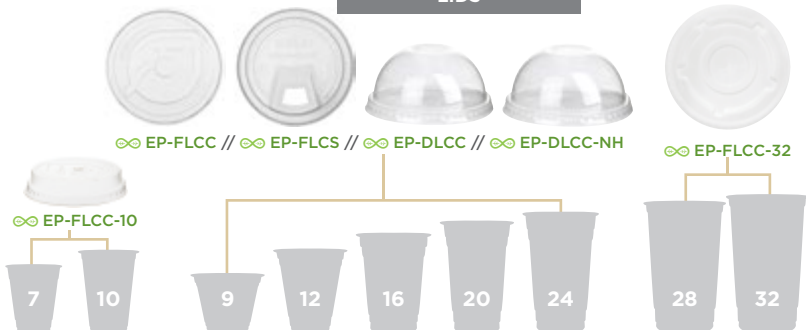 LIDS
EP-FLCC // EP-FLCS // EP-DLCC // EP-DLCC-NH
EP-FLCC-32
EP-FLCC-10
7 10 9 12 16 20 24 28 32